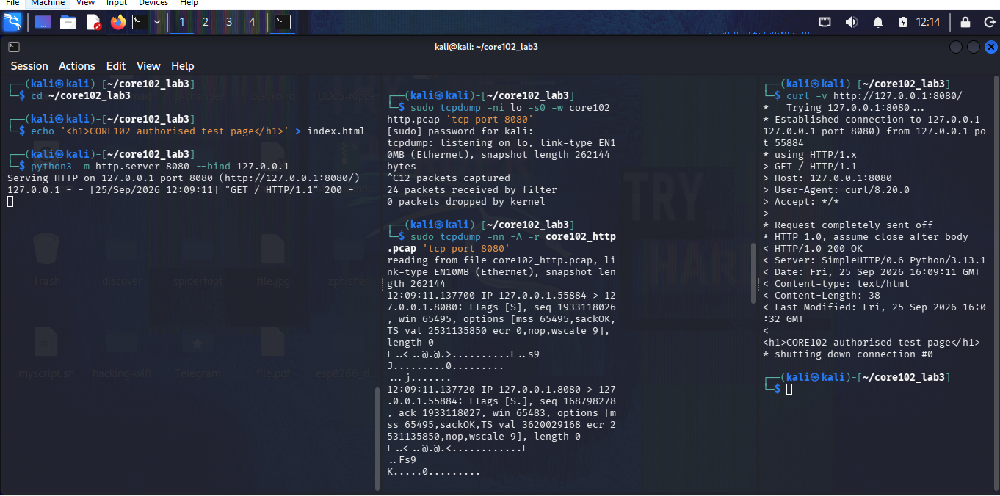 File Machine View Input Devices Help
1 2 3 4 12:14
kali@kali: ~/core102_lab3
Session Actions Edit View Help
┌──(kali㉿kali)-[~/core102_lab3]
└─$ cd ~/core102_lab3
┌──(kali㉿kali)-[~/core102_lab3]
└─$ echo '<h1>CORE102 authorised test page</h1>' > index.html
┌──(kali㉿kali)-[~/core102_lab3]
└─$ python3 -m http.server 8080 --bind 127.0.0.1
Serving HTTP on 127.0.0.1 port 8080 (http://127.0.0.1:8080/)
127.0.0.1 - - [25/Sep/2026 12:09:11] "GET / HTTP/1.1" 200 -
┌──(kali㉿kali)-[~/core102_lab3]
└─$ sudo tcpdump -ni lo -s0 -w core102_
http.pcap 'tcp port 8080'
[sudo] password for kali:
tcpdump: listening on lo, link-type EN1
0MB (Ethernet), snapshot length 262144
bytes
^C12 packets captured
24 packets received by filter
0 packets dropped by kernel
┌──(kali㉿kali)-[~/core102_lab3]
└─$ sudo tcpdump -nn -A -r core102_http
.pcap 'tcp port 8080'
reading from file core102_http.pcap, li
nk-type EN10MB (Ethernet), snapshot len
gth 262144
12:09:11.137700 IP 127.0.0.1.55884 > 12
7.0.0.1.8080: Flags [S], seq 1933118026
, win 65495, options [mss 65495,sackOK,
TS val 2531135850 ecr 0,nop,wscale 9],
length 0
E..<..@.@.>..........L..s9
J.........0.........
...j.......
12:09:11.137720 IP 127.0.0.1.8080 > 127
.0.0.1.55884: Flags [S.], seq 168798278
, ack 1933118027, win 65483, options [m
ss 65495,sackOK,TS val 3620029168 ecr 2
531135850,nop,wscale 9], length 0
E..<..@.@.<............L
..Fs9
K.....0.........
┌──(kali㉿kali)-[~/core102_lab3]
└─$ curl -v http://127.0.0.1:8080/
*   Trying 127.0.0.1:8080...
* Established connection to 127.0.0.1
127.0.0.1 port 8080) from 127.0.0.1 po
t 55884
* using HTTP/1.x
> GET / HTTP/1.1
> Host: 127.0.0.1:8080
> User-Agent: curl/8.20.0
> Accept: */*
>
* Request completely sent off
* HTTP 1.0, assume close after body
< HTTP/1.0 200 OK
< Server: SimpleHTTP/0.6 Python/3.13.1
< Date: Fri, 25 Sep 2026 16:09:11 GMT
< Content-type: text/html
< Content-Length: 38
< Last-Modified: Fri, 25 Sep 2026 16:0
:32 GMT
<
<h1>CORE102 authorised test page</h1>
* shutting down connection #0
┌──(kali㉿kali)-[~/core102_lab3]
└─$
TRY
HAR
blackbird
DDoS-Ripper
Trash
discover
spiderfoot
file.jpg
zphisher
myscript.sh
hacking-wifi
Telegram
file.pdf